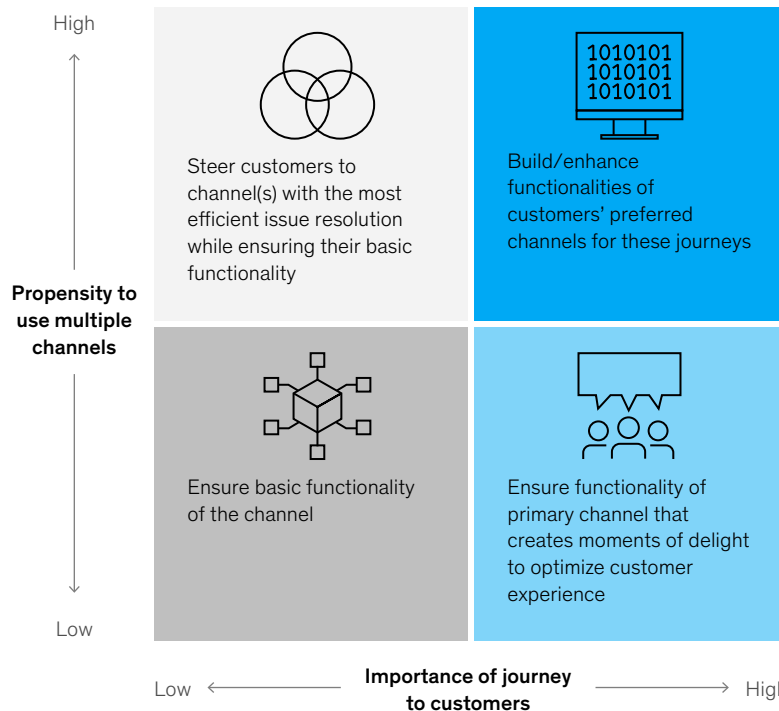 High
1010101
1010101
1010101
Steer customers to
channel(s) with the most
efficient issue resolution
while ensuring their basic
functionality
Build/enhance
functionalities of
customers’ preferred
channels for these journeys
Propensity to
use multiple
channels
Ensure basic functionality
of the channel
Ensure functionality of
primary channel that
creates moments of delight
to optimize customer
experience
Low
Low
Importance of journey
to customers
High